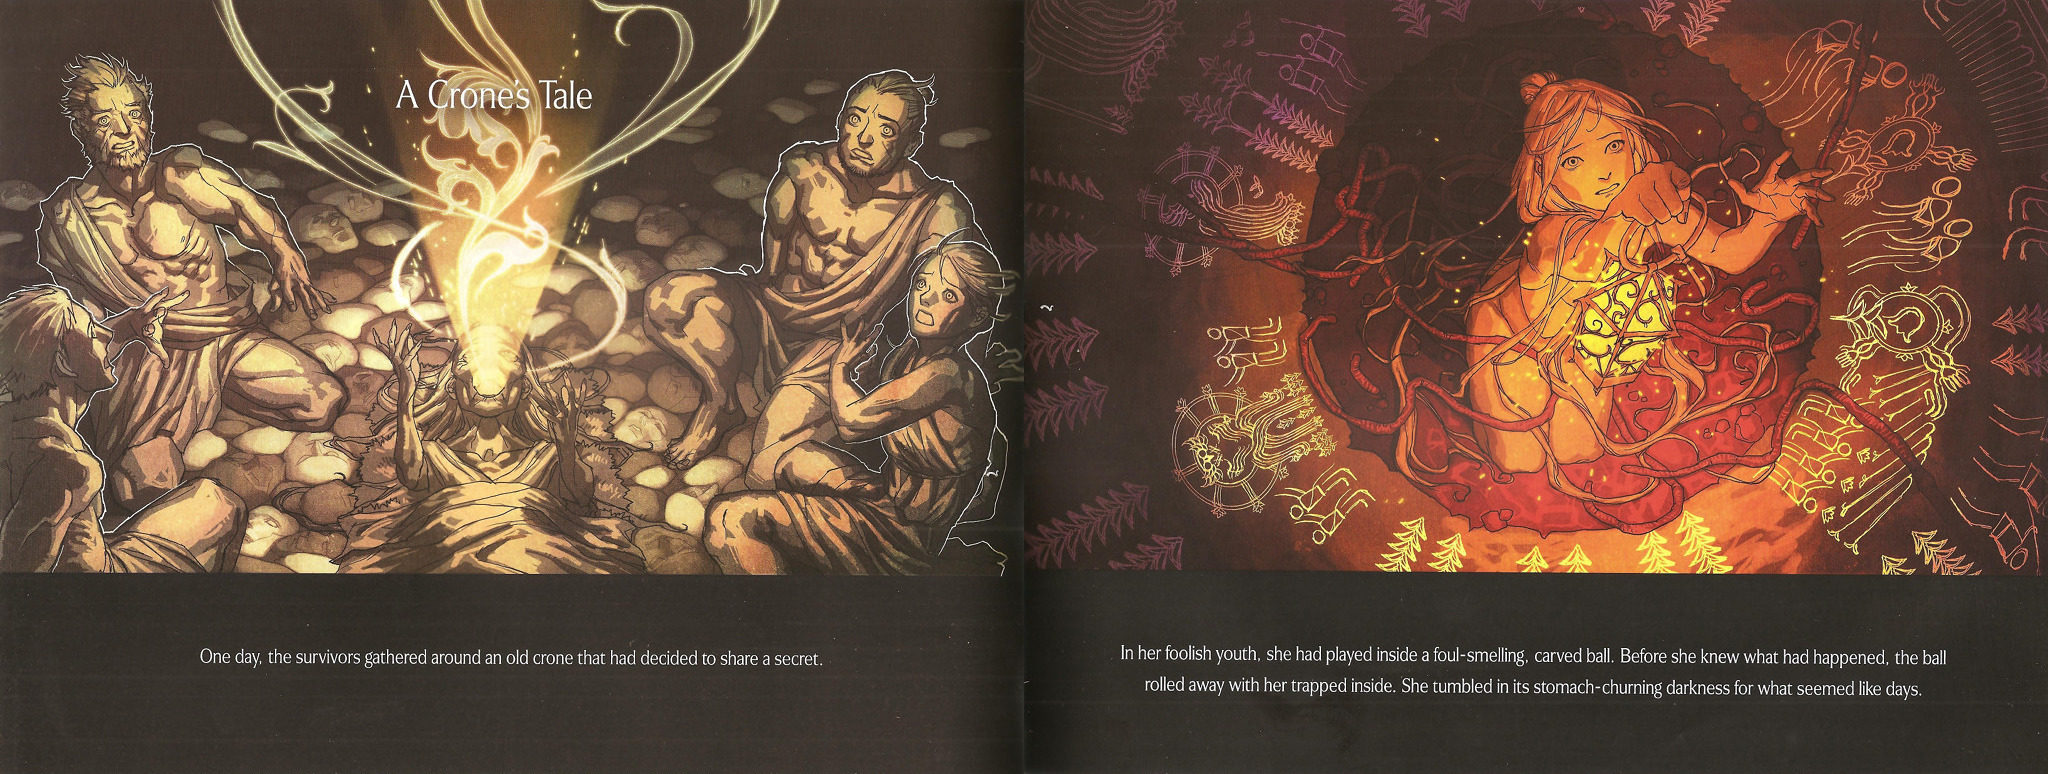 A Crone's Tale
One day, the survivors gathered around an old crone that had decided to share a secret.
In her foolish youth, she had played inside a foul-smelling, carved ball. Before she knew what had happened, the ball
rolled away with her trapped inside. She tumbled in its stomach-churning darkness for what seemed like days.